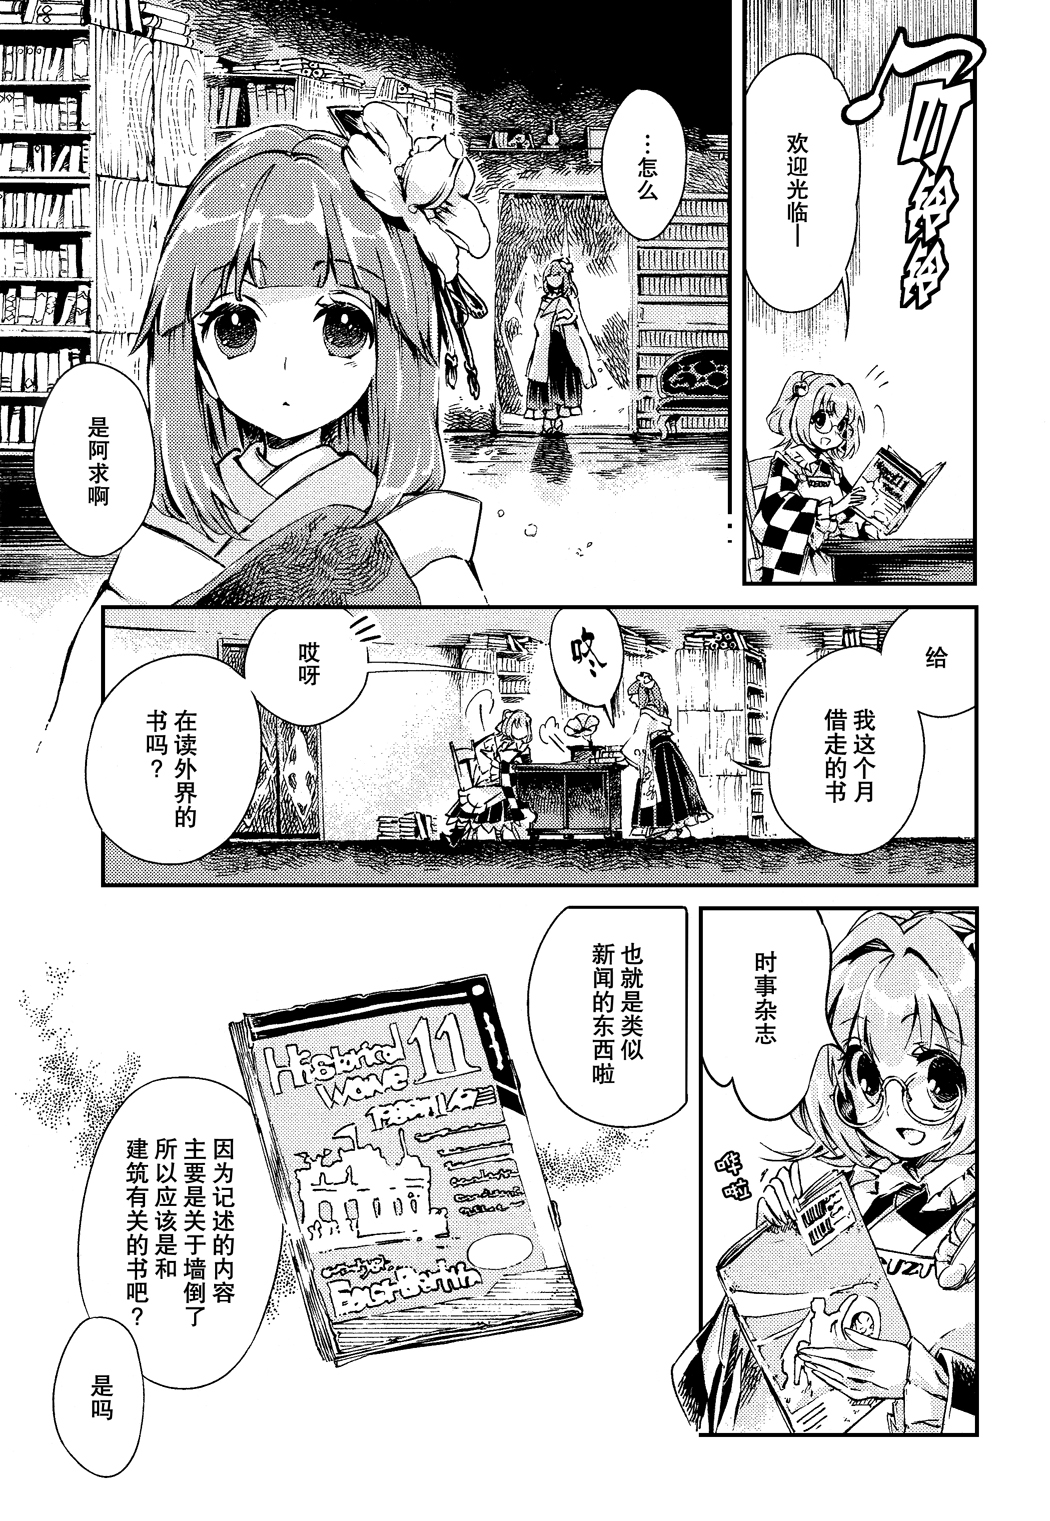 叮铃铃
欢迎光临—
…怎么
是阿求啊
…
给
我这个月
借走的书
咚
哎呀
在读外界的
书吗？
时事杂志
哗啦
KOSUZU
也就是类似
新闻的东西啦
Historical
Wave 11
East-Berlin
因为记述的内容
主要是关于墙倒了
所以应该是和
建筑有关的书吧？
是吗